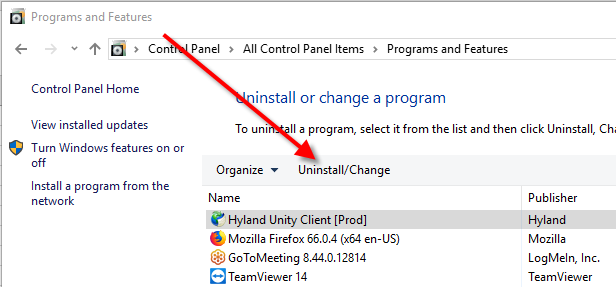 Programs and Features
Control Panel > All Control Panel Items > Programs and Features
Control Panel Home
Uninstall or change a program
View installed updates
To uninstall a program, select it from the list and then click Uninstall, Cha
Turn Windows features on or
off
Install a program from the
network
Organize Uninstall/Change
Name Publisher
Hyland Unity Client [Prod] Hyland
Mozilla Firefox 66.0.4 (x64 en-US) Mozilla
GoToMeeting 8.44.0.12814 LogMeIn, Inc.
TeamViewer 14 TeamViewer